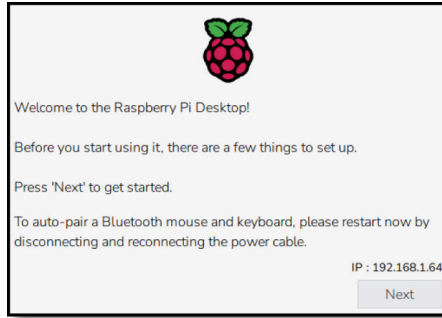 Welcome to the Raspberry Pi Desktop!
Before you start using it, there are a few things to set up.
Press 'Next' to get started.
To auto-pair a Bluetooth mouse and keyboard, please restart now by
disconnecting and reconnecting the power cable.
IP : 192.168.1.64
Next